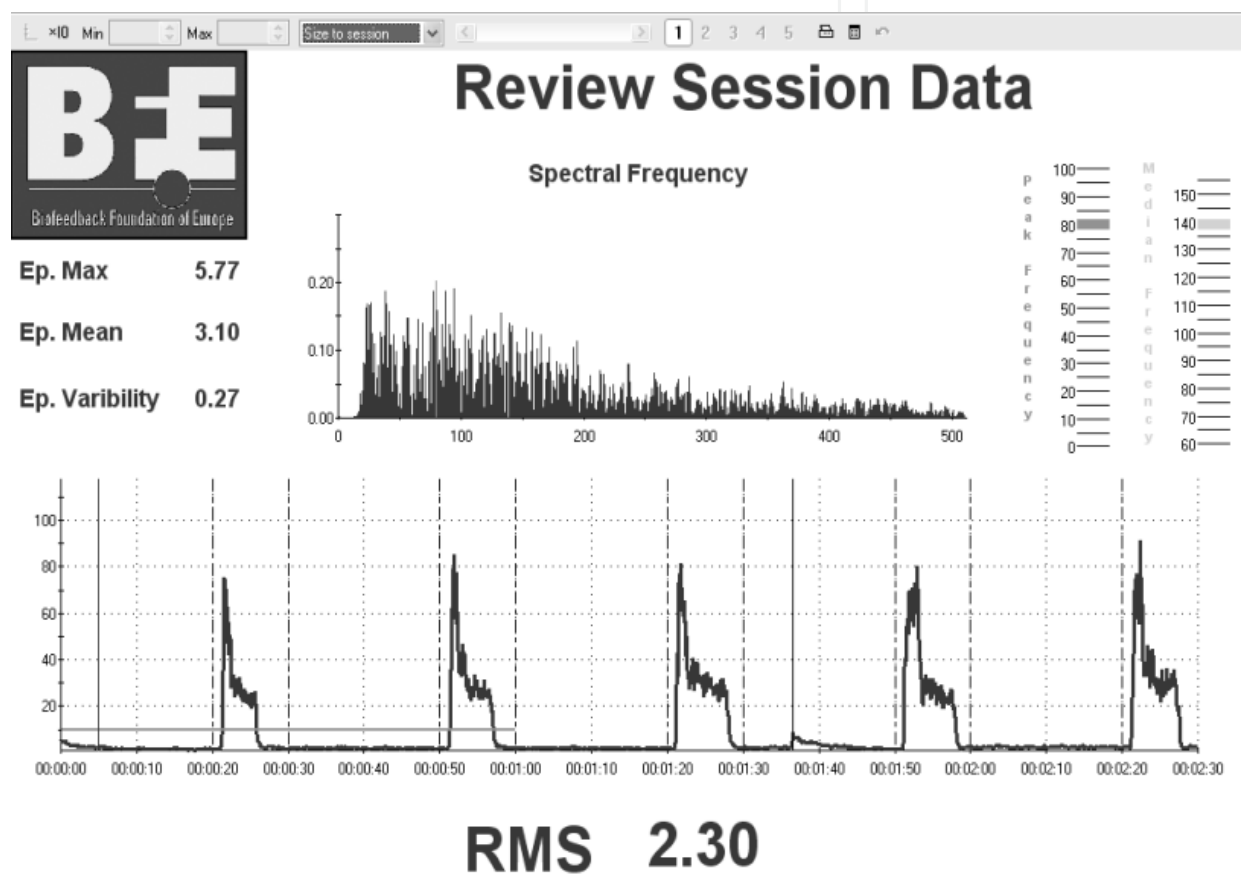 ×10 Min Max Size to session 1 2 3 4 5
BFE
Biofeedback Foundation of Europe
Review Session Data
Spectral Frequency
0.20
0.10
0.00
0 100 200 300 400 500
Peak Frequency
100
90
80
70
60
50
40
30
20
10
0
Median Frequency
150
140
130
120
110
100
90
80
70
60
Ep. Max 5.77
Ep. Mean 3.10
Ep. Varibility 0.27
100
80
60
40
20
00:00:00 00:00:10 00:00:20 00:00:30 00:00:40 00:00:50 00:01:00 00:01:10 00:01:20 00:01:30 00:01:40 00:01:50 00:02:00 00:02:10 00:02:20 00:02:30
RMS 2.30